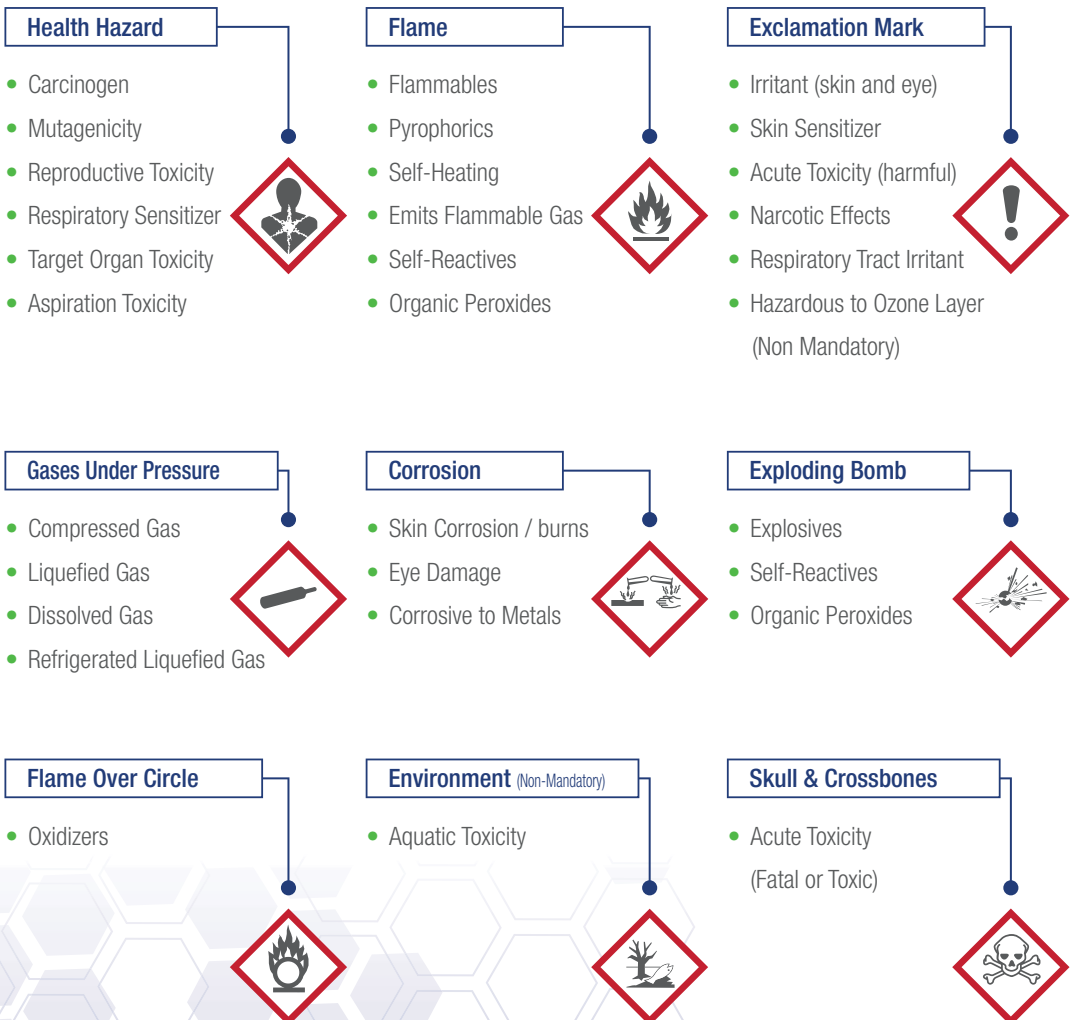 Health Hazard
• Carcinogen
• Mutagenicity
• Reproductive Toxicity
• Respiratory Sensitizer
• Target Organ Toxicity
• Aspiration Toxicity
Flame
• Flammables
• Pyrophorics
• Self-Heating
• Emits Flammable Gas
• Self-Reactives
• Organic Peroxides
Exclamation Mark
• Irritant (skin and eye)
• Skin Sensitizer
• Acute Toxicity (harmful)
• Narcotic Effects
• Respiratory Tract Irritant
• Hazardous to Ozone Layer
(Non Mandatory)
Gases Under Pressure
• Compressed Gas
• Liquefied Gas
• Dissolved Gas
• Refrigerated Liquefied Gas
Corrosion
• Skin Corrosion / burns
• Eye Damage
• Corrosive to Metals
Exploding Bomb
• Explosives
• Self-Reactives
• Organic Peroxides
Flame Over Circle
• Oxidizers
Environment (Non-Mandatory)
• Aquatic Toxicity
Skull & Crossbones
• Acute Toxicity
(Fatal or Toxic)